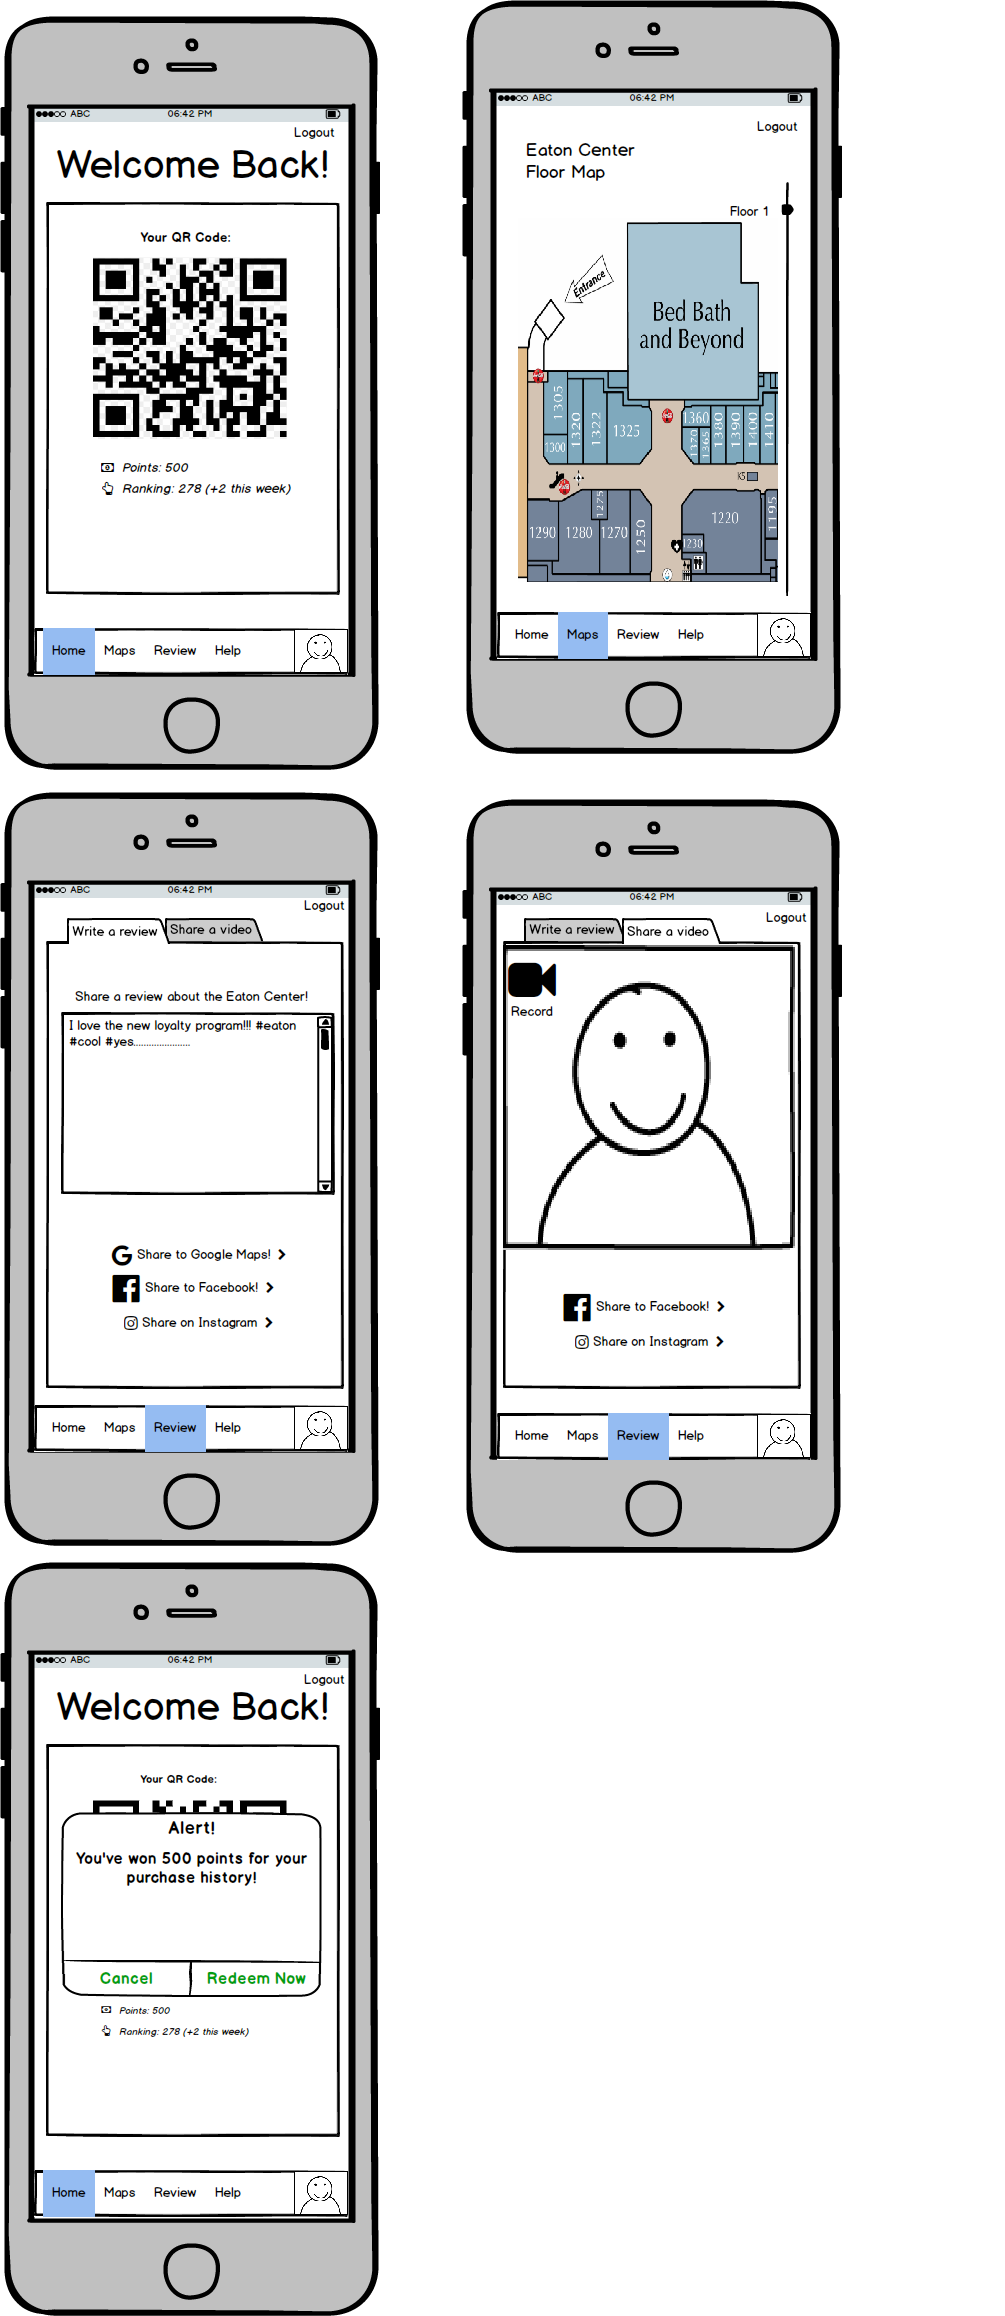 ●●●○○ ABC 06:42 PM
Logout
Welcome Back!
Your QR Code:
Points: 500
Ranking: 278 (+2 this week)
Home Maps Review Help
ABC 06:42 PM
Logout
Eaton Center
Floor Map
Floor 1
Entrance
Bed Bath
and Beyond
1305
1320
1322
1325
1300
1360
1370
1365
1380
1390
1400
1410
K5
1290
1280
1275
1270
1250
1220
1230
1195
Home Maps Review Help
ABC 06:42 PM
Logout
Write a review Share a video
Share a review about the Eaton Center!
I love the new loyalty program!!! #eaton
#cool #yes......................
Share to Google Maps!
Share to Facebook!
Share on Instagram
Home Maps Review Help
ABC 06:42 PM
Logout
Write a review Share a video
Record
Share to Facebook!
Share on Instagram
Home Maps Review Help
ABC 06:42 PM
Logout
Welcome Back!
Your QR Code:
Alert!
You've won 500 points for your
purchase history!
Cancel Redeem Now
Points: 500
Ranking: 278 (+2 this week)
Home Maps Review Help